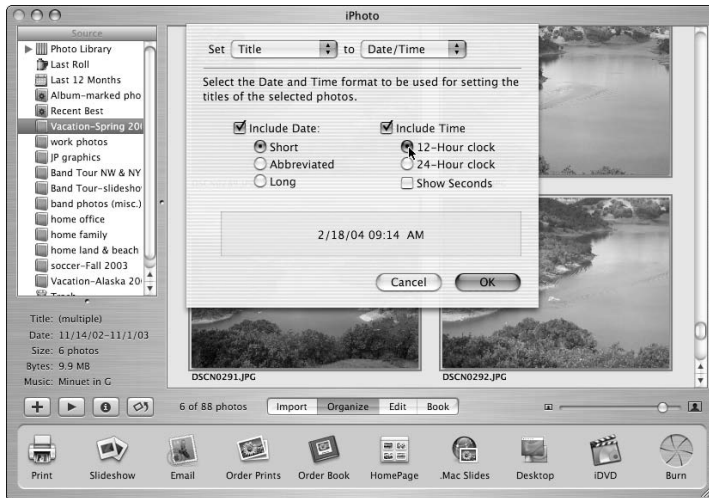 iPhoto
Source
Photo Library
Last Roll
Last 12 Months
Album-marked pho
Recent Best
Vacation-Spring 200
work photos
JP graphics
Band Tour NW & NY
Band Tour-slidesho
band photos (misc.)
home office
home family
home land & beach
soccer-Fall 2003
Vacation-Alaska 20
Set Title to Date/Time
Select the Date and Time format to be used for setting the
titles of the selected photos.
Include Date:
Short
Abbreviated
Long
Include Time
12-Hour clock
24-Hour clock
Show Seconds
2/18/04 09:14 AM
Cancel OK
Title: (multiple)
Date: 11/14/02-11/1/03
Size: 6 photos
Bytes: 9.9 MB
Music: Minuet in G
DSCN0291.JPG
DSCN0292.JPG
6 of 88 photos
Import Organize Edit Book
Print Slideshow Email Order Prints Order Book HomePage .Mac Slides Desktop iDVD Burn